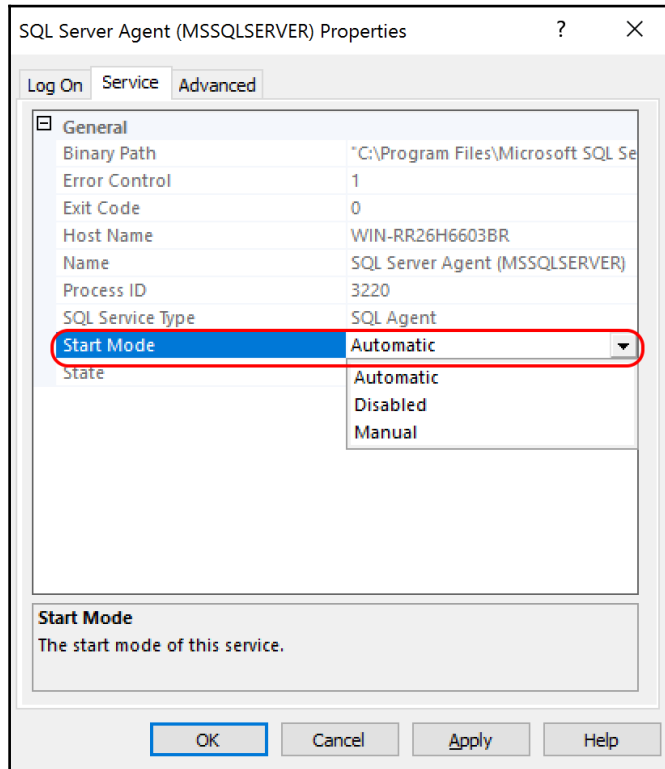 SQL Server Agent (MSSQLSERVER) Properties ? ×
Log On Service Advanced
General
Binary Path "C:\Program Files\Microsoft SQL Se
Error Control 1
Exit Code 0
Host Name WIN-RR26H6603BR
Name SQL Server Agent (MSSQLSERVER)
Process ID 3220
SQL Service Type SQL Agent
Start Mode Automatic
State
Automatic
Disabled
Manual
Start Mode
The start mode of this service.
OK Cancel Apply Help